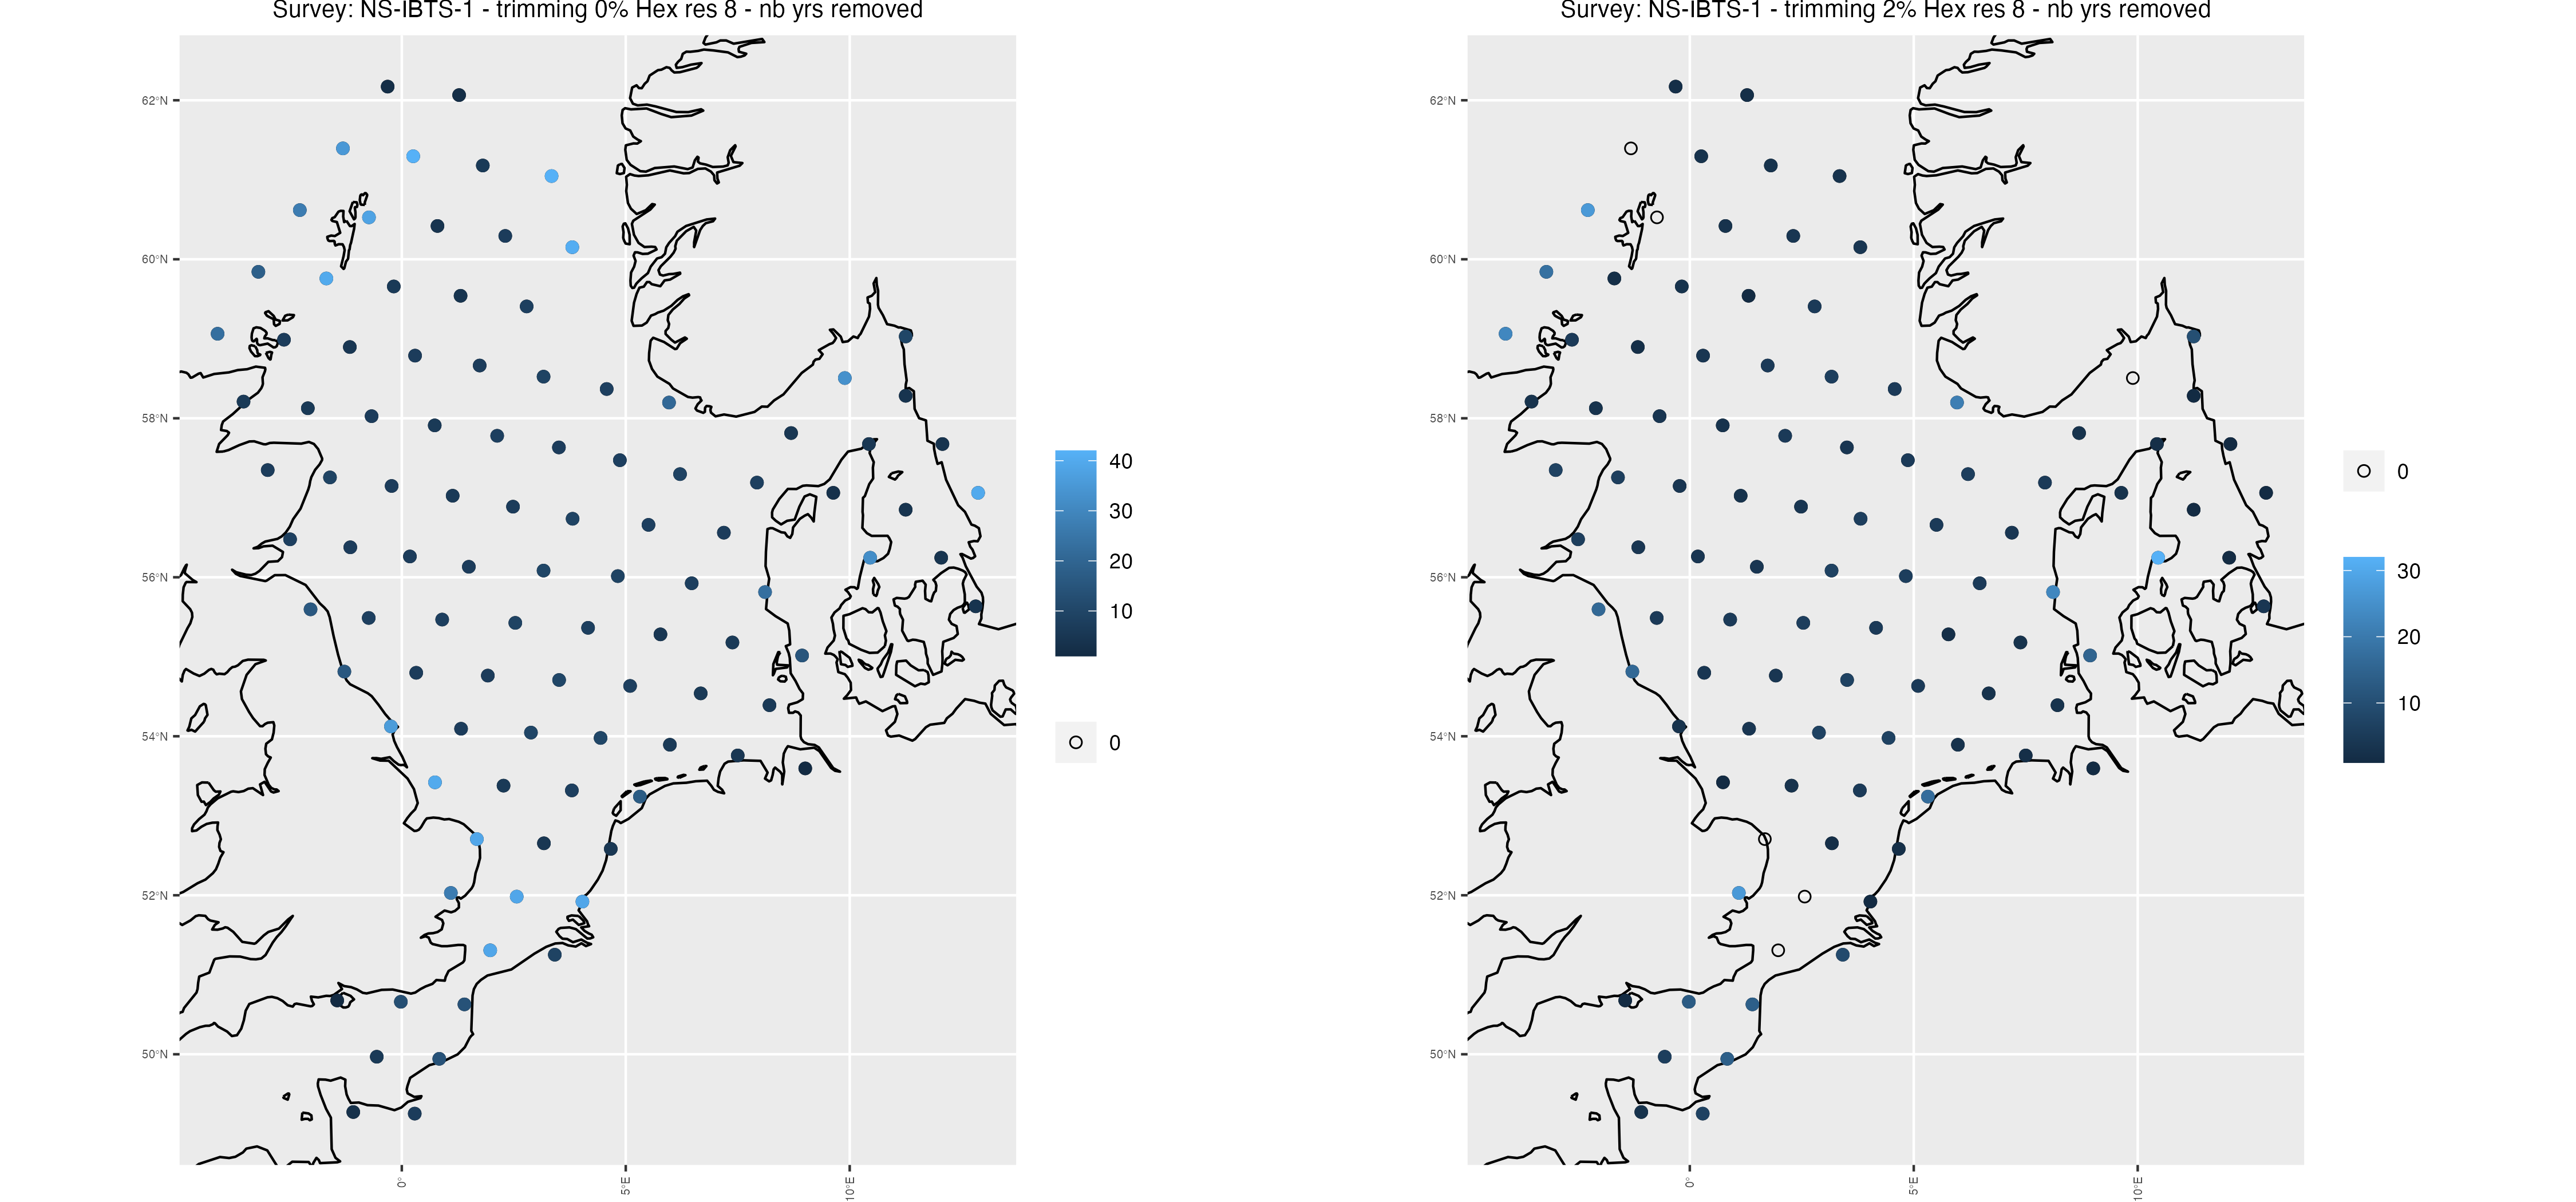 Survey: NS-IBTS-1 - trimming 0% Hex res 8 - nb yrs removed
62°N
60°N
58°N
56°N
54°N
52°N
50°N
0°
5°E
10°E
40
30
20
10
0
Survey: NS-IBTS-1 - trimming 2% Hex res 8 - nb yrs removed
62°N
60°N
58°N
56°N
54°N
52°N
50°N
0°
5°E
10°E
0
30
20
10